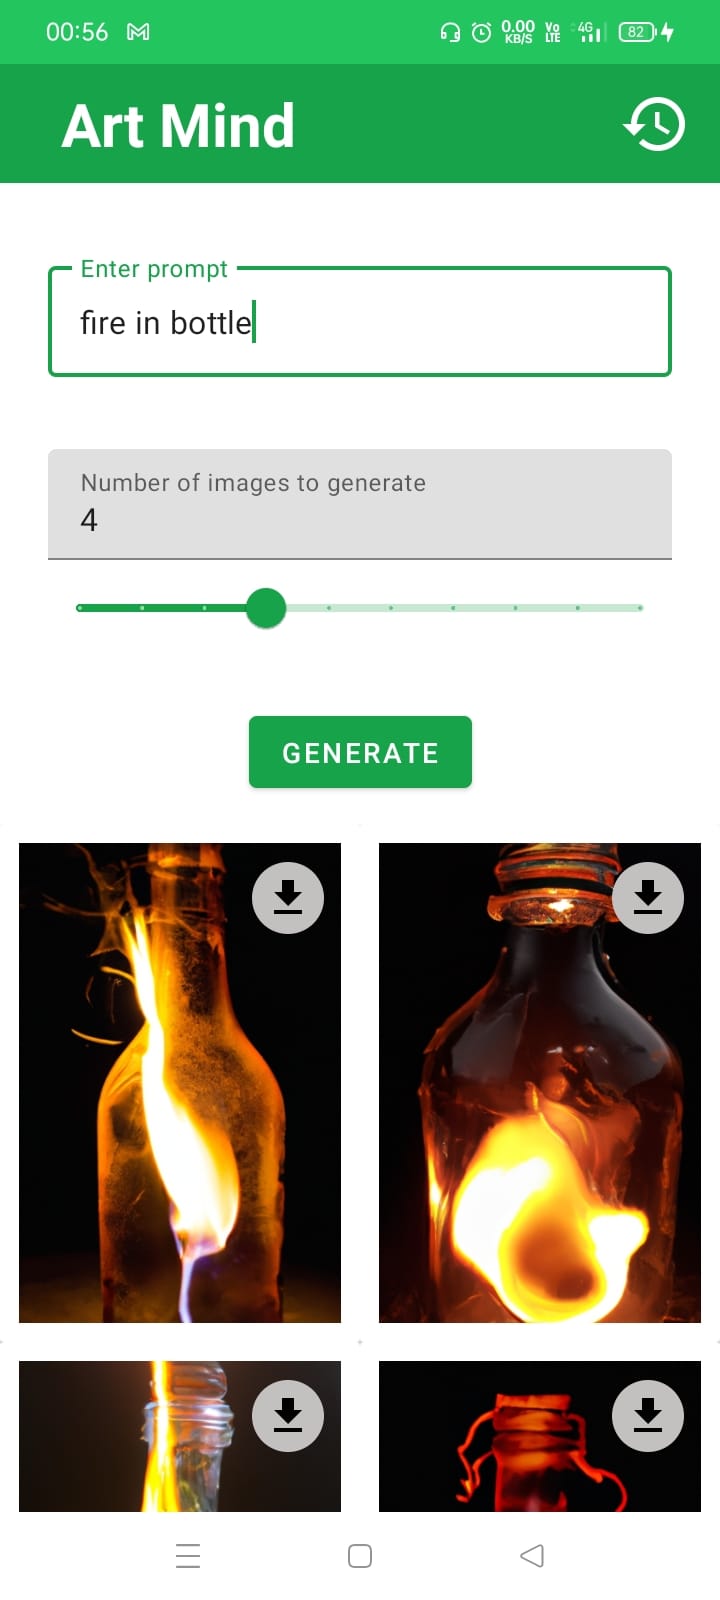 00:56 0.00 KB/S Vo LTE 4G 82
Art Mind
Enter prompt
fire in bottle
Number of images to generate
4
GENERATE